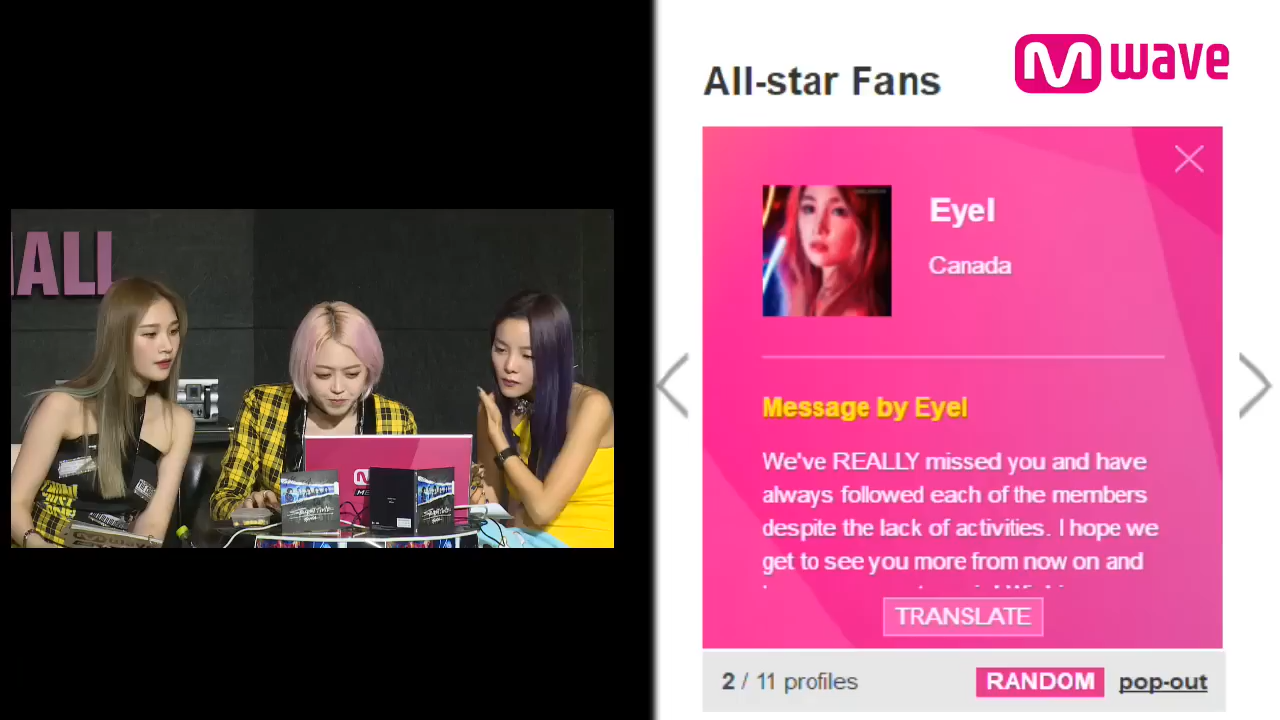 Mwave
All-star Fans
Eyel
Canada
Message by Eyel
We've REALLY missed you and have
always followed each of the members
despite the lack of activities. I hope we
get to see you more from now on and
TRANSLATE
2 / 11 profiles
RANDOM
pop-out
ALL